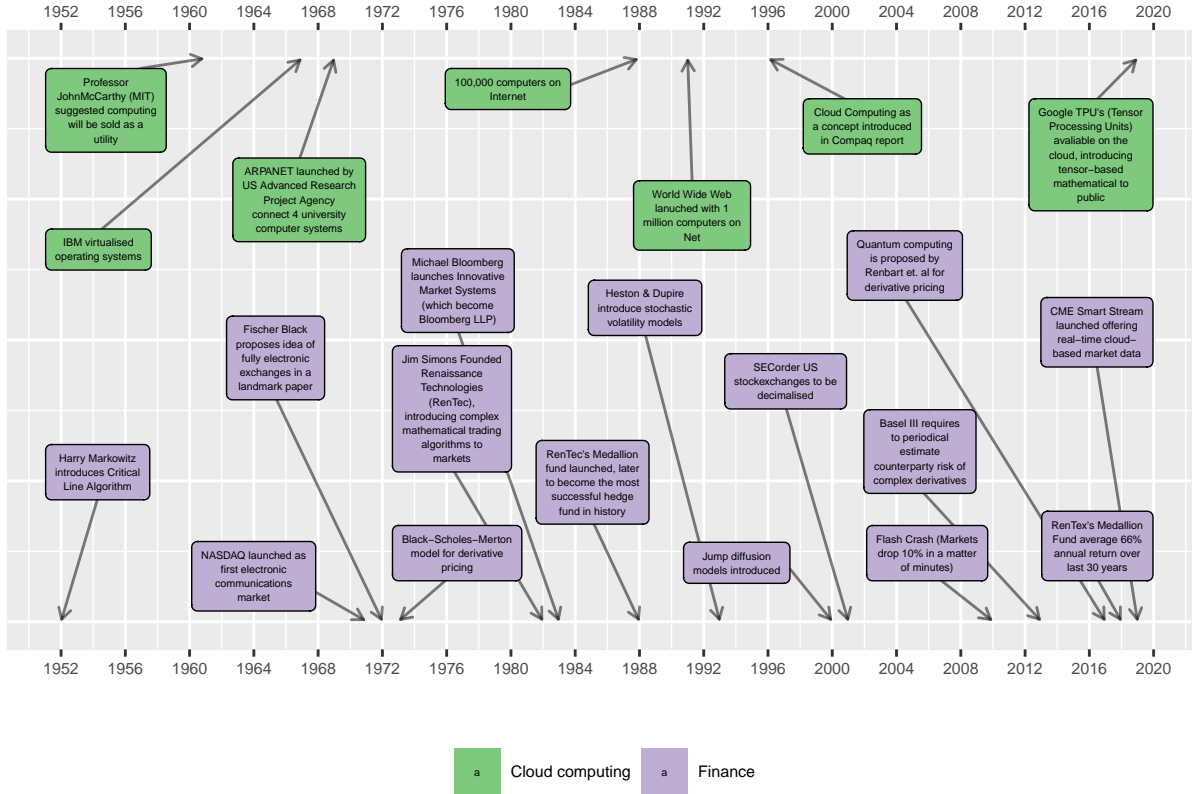 1952 1956 1960 1964 1968 1972 1976 1980 1984 1988 1992 1996 2000 2004 2008 2012 2016 2020
Professor
JohnMcCarthy (MIT)
suggested computing
will be sold as a
utility
100,000 computers on
Internet
Cloud Computing as
a concept introduced
in Compaq report
Google TPU's (Tensor
Processing Units)
avaliable on the
cloud, introducing
tensor−based
mathematical to
public
ARPANET launched by
US Advanced Research
Project Agency
connect 4 university
computer systems
World Wide Web
lanuched with 1
million computers on
Net
IBM virtualised
operating systems
Michael Bloomberg
launches Innovative
Market Systems
(which become
Bloomberg LLP)
Quantum computing
is proposed by
Renbart et. al for
derivative pricing
Heston & Dupire
introduce stochastic
volatility models
CME Smart Stream
launched offering
real−time cloud−
based market data
Fischer Black
proposes idea of
fully electronic
exchanges in a
landmark paper
Jim Simons Founded
Renaissance
Technologies
(RenTec),
introducing complex
mathematical trading
algorithms to
markets
SECorder US
stockexchanges to be
decimalised
Basel III requires
to periodical
estimate
counterparty risk of
complex derivatives
Harry Markowitz
introduces Critical
Line Algorithm
RenTec's Medallion
fund launched, later
to become the most
successful hedge
fund in history
RenTex's Medallion
Fund average 66%
annual return over
last 30 years
Black−Scholes−Merton
model for derivative
pricing
Flash Crash (Markets
drop 10% in a matter
of minutes)
NASDAQ launched as
first electronic
communications
market
Jump diffusion
models introduced
1952 1956 1960 1964 1968 1972 1976 1980 1984 1988 1992 1996 2000 2004 2008 2012 2016 2020
a Cloud computing a Finance